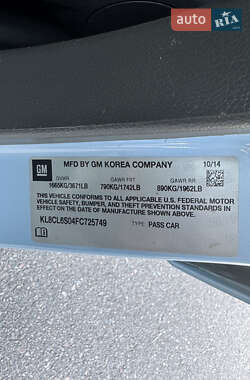 AUTO RIA
GM
MFD BY GM KOREA COMPANY 10/14
GVWR GAWR FRT GAWR RR
1665KG/3671LB 790KG/1742LB 890KG/1962LB
THIS VEHICLE CONFORMS TO ALL APPLICABLE U.S. FEDERAL MOTOR
VEHICLE SAFETY, BUMPER, AND THEFT PREVENTION STANDARDS IN
EFFECT ON THE DATE OF MANUFACTURE SHOWN ABOVE.
KL8CL6S04FC725749 TYPE: PASS CAR